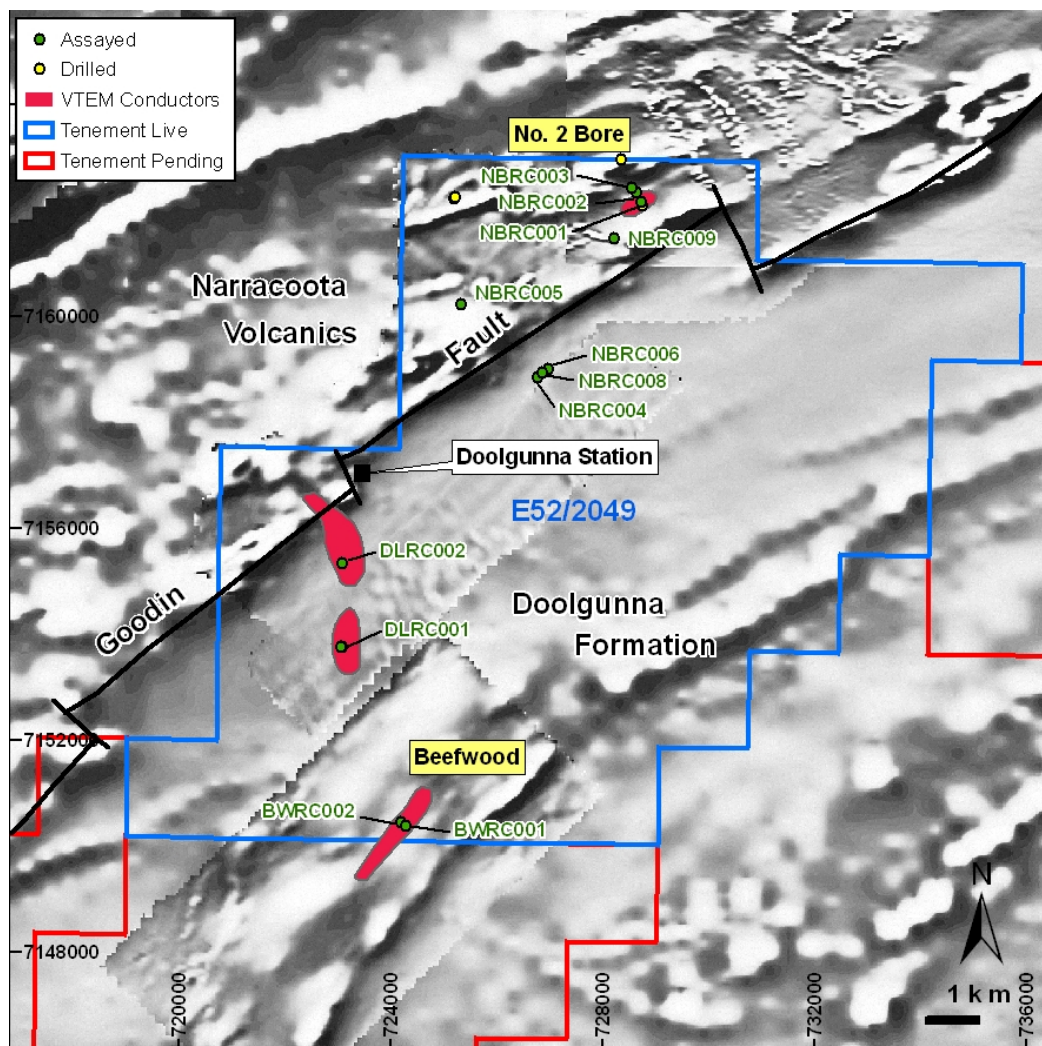 Assayed
Drilled
VTEM Conductors
Tenement Live
Tenement Pending
No. 2 Bore
NBRC003
NBRC002
NBRC001
NBRC009
Narracoota
Volcanics
NBRC005
7160000
Fault
NBRC006
NBRC008
NBRC004
Doolgunna Station
E52/2049
7156000
DLRC002
Doolgunna
Formation
Goodin
DLRC001
7152000
Beefwood
BWRC002
BWRC001
N
7148000
720000
724000
728000
732000
736000
1 km